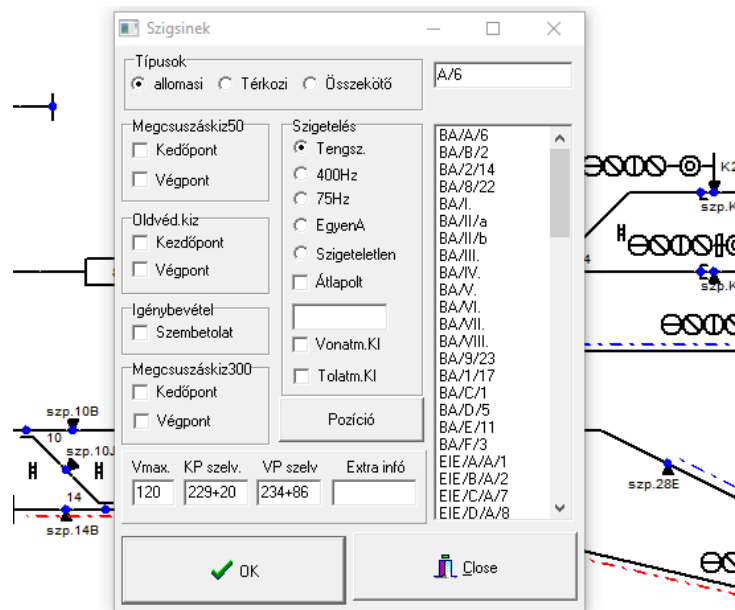 Szigsinek
Típusok
allomasi Térkozi Összekötő
A/6
Megcsuszáskiz50
Kedőpont
Végpont
Oldvéd.kiz
Kezdőpont
Végpont
Igénybevétel
Szembetolat
Megcsuszáskiz300
Kedőpont
Végpont
Szigetelés
Tengsz.
400Hz
75Hz
EgyenA
Szigeteletlen
Átlapolt
Vonatm.KI
Tolatm.KI
Pozíció
BA/A/6
BA/B/2
BA/2/14
BA/8/22
BA/I.
BA/II/a
BA/II/b
BA/III.
BA/IV.
BA/V.
BA/VI.
BA/VII.
BA/VIII.
BA/9/23
BA/1/17
BA/C/1
BA/D/5
BA/E/11
BA/F/3
EIE/A/A/1
EIE/B/A/2
EIE/C/A/7
EIE/D/A/8
Vmax. KP szelv. VP szelv Extra infó
120 229+20 234+86
OK
Close
szp.10B
10
szp.10J
H H
14
szp.14B
K2
szp.K
H
4
szp.K
szp.28E